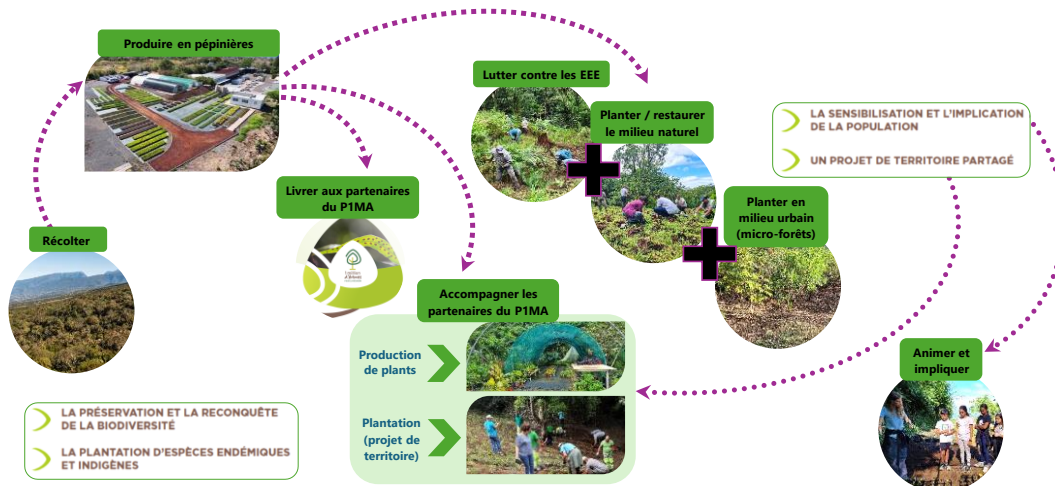 Produire en pépinières
Lutter contre les EEE
Planter / restaurer
le milieu naturel
LA SENSIBILISATION ET L'IMPLICATION
DE LA POPULATION
UN PROJET DE TERRITOIRE PARTAGÉ
Livrer aux partenaires
du P1MA
Planter en
milieu urbain
(micro-forêts)
Récolter
Accompagner les
partenaires du P1MA
Production
de plants
Animer et
impliquer
Plantation
(projet de
territoire)
LA PRÉSERVATION ET LA RECONQUÊTE
DE LA BIODIVERSITÉ
LA PLANTATION D'ESPÈCES ENDÉMIQUES
ET INDIGÈNES